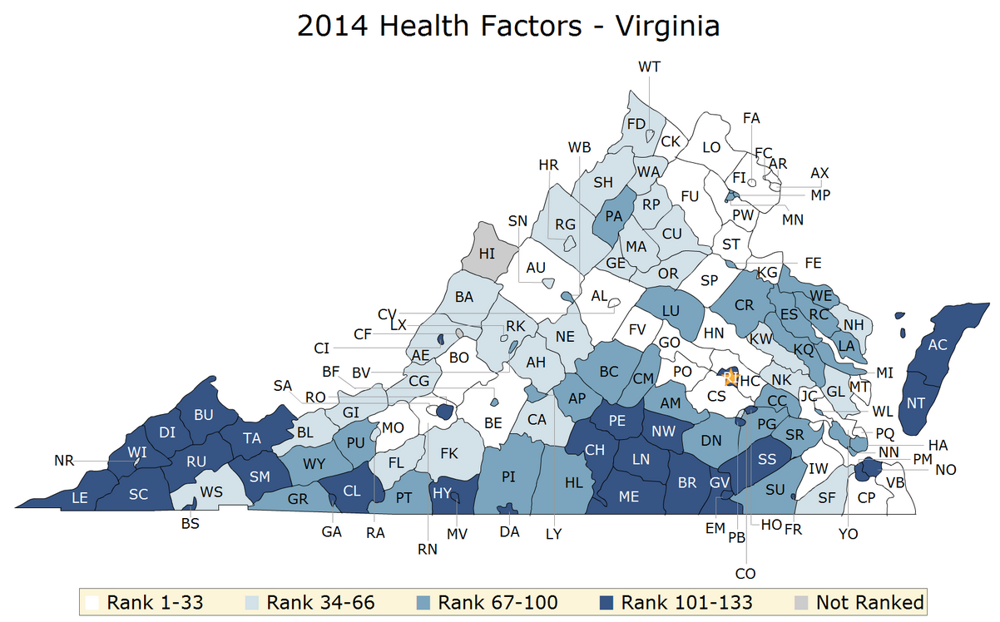 2014 Health Factors - Virginia
WT
FD
CK
LO
FA
WB
FC
HR
WA
AR
SH
FI
AX
FU
MP
RP
PA
PW
MN
SN
RG
CU
ST
HI
MA
GE
FE
AU
OR
KG
SP
BA
AL
WE
CR
LU
CV
ES
RC
LX
RK
NH
CF
NE
FV
HN
KW
GO
AC
CI
LA
KQ
AE
BO
AH
BF
BV
BC
PO
MI
CM
RI
HC
NK
CG
SA
MT
GL
RO
CS
JC
AP
CC
AM
NT
BU
GI
WL
CA
PE
BE
PG
MO
DI
BL
NW
PQ
SR
TA
DN
PU
HA
WI
CH
FK
NN
NR
RU
WY
FL
LN
SS
PM
IW
NO
SM
PI
HL
BR
GV
VB
SU
LE
SC
WS
CL
HY
GR
PT
ME
SF
CP
BS
GA
RA
MV
DA
LY
EM
HO
FR
YO
PB
RN
CO
Rank 1-33 Rank 34-66 Rank 67-100 Rank 101-133 Not Ranked